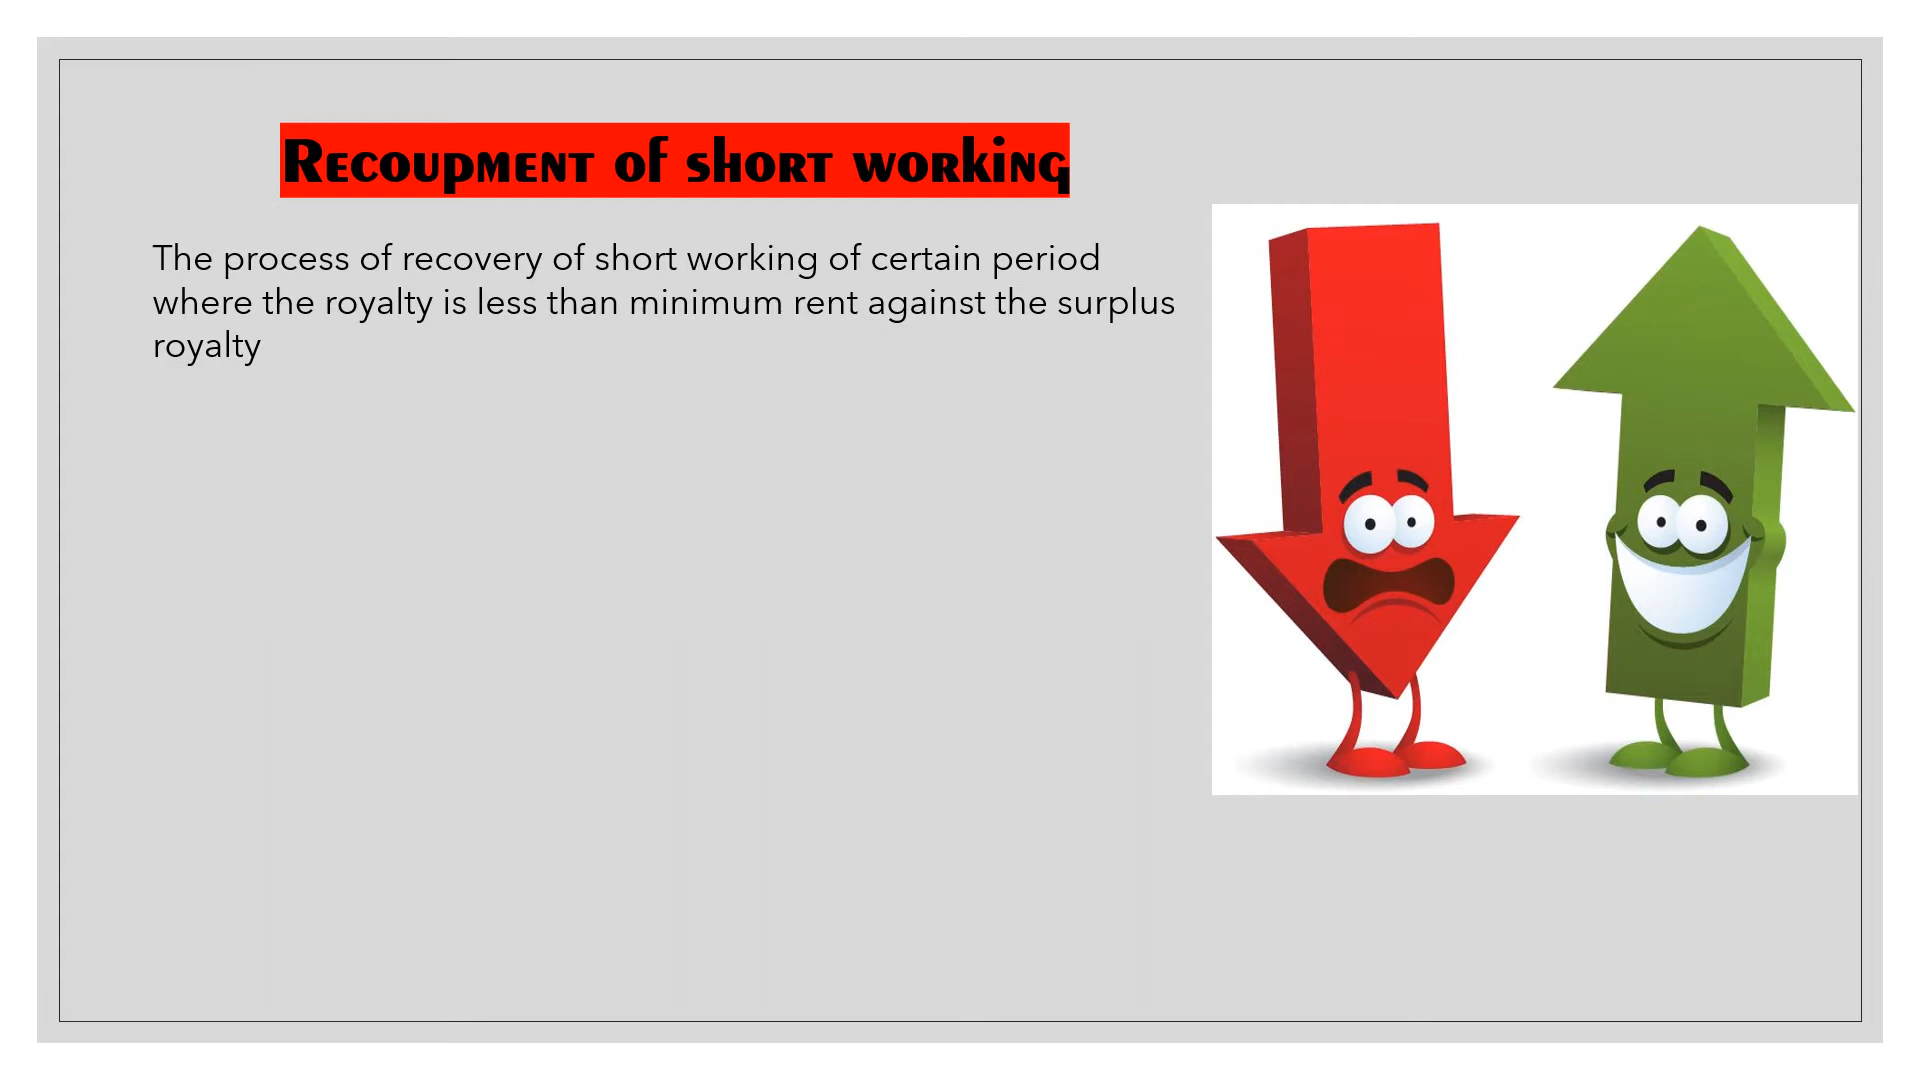 Recoupment of short working
The process of recovery of short working of certain period
where the royalty is less than minimum rent against the surplus
royalty